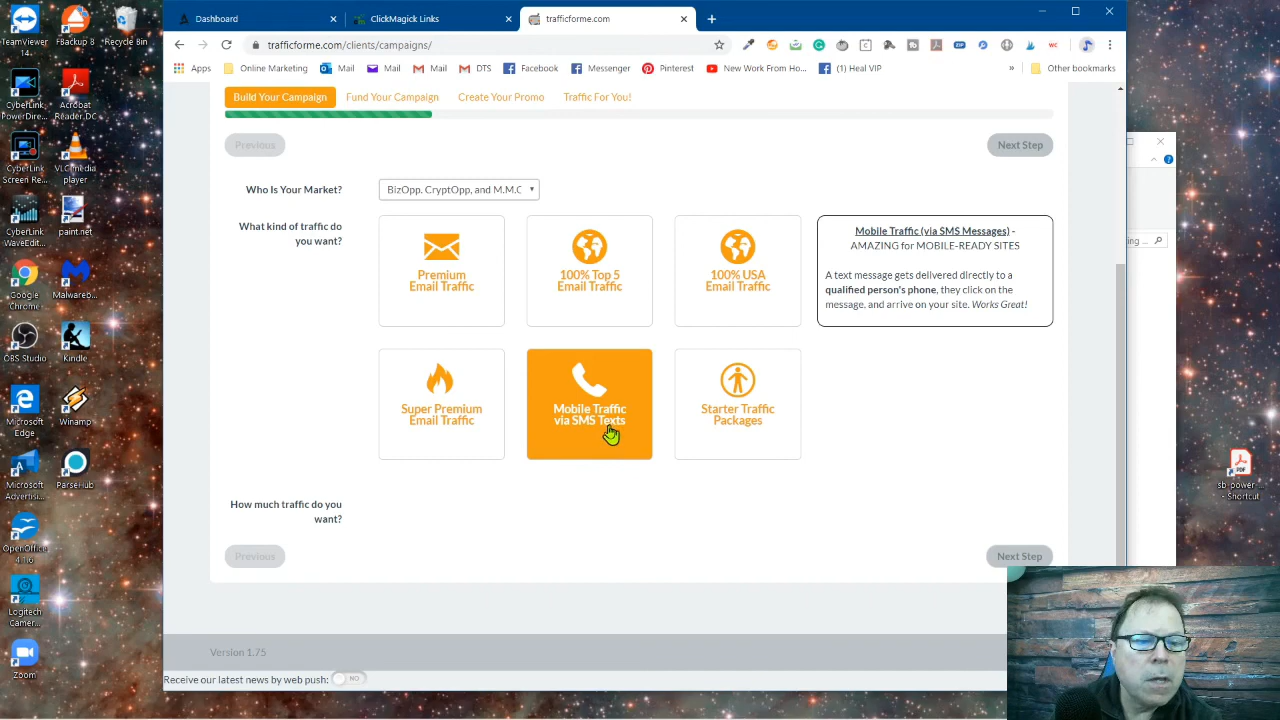 Dashboard
ClickMagick Links
trafficforme.com
trafficforme.com/clients/campaigns/
Apps
Online Marketing
Mail
Mail
Mail
DTS
Facebook
Messenger
Pinterest
New Work From Ho...
(1) Heal VIP
Other bookmarks
Build Your Campaign
Fund Your Campaign
Create Your Promo
Traffic For You!
Previous
Next Step
Who Is Your Market?
BizOpp. CryptOpp, and M.M.O
What kind of traffic do
you want?
Premium
Email Traffic
100% Top 5
Email Traffic
100% USA
Email Traffic
Mobile Traffic (via SMS Messages) -
AMAZING for MOBILE-READY SITES
A text message gets delivered directly to a
qualified person's phone, they click on the
message, and arrive on your site. Works Great!
Super Premium
Email Traffic
Mobile Traffic
via SMS Texts
Starter Traffic
Packages
How much traffic do you
want?
Previous
Next Step
Version 1.75
Receive our latest news by web push:
NO
TeamViewer
14
FBackup 8
Recycle Bin
CyberLink
PowerDire...
Acrobat
Reader DC
CyberLink
Screen Re...
VLC media
player
CyberLink
WaveEdit...
paint.net
Google
Chrome
Malwareb...
OBS Studio
Kindle
Microsoft
Edge
Winamp
Microsoft
Advertisi...
ParseHub
OpenOffice
4.1.6
Logitech
Camer...
Zoom
ing ...
PDF
sb_power_...
- Shortcut